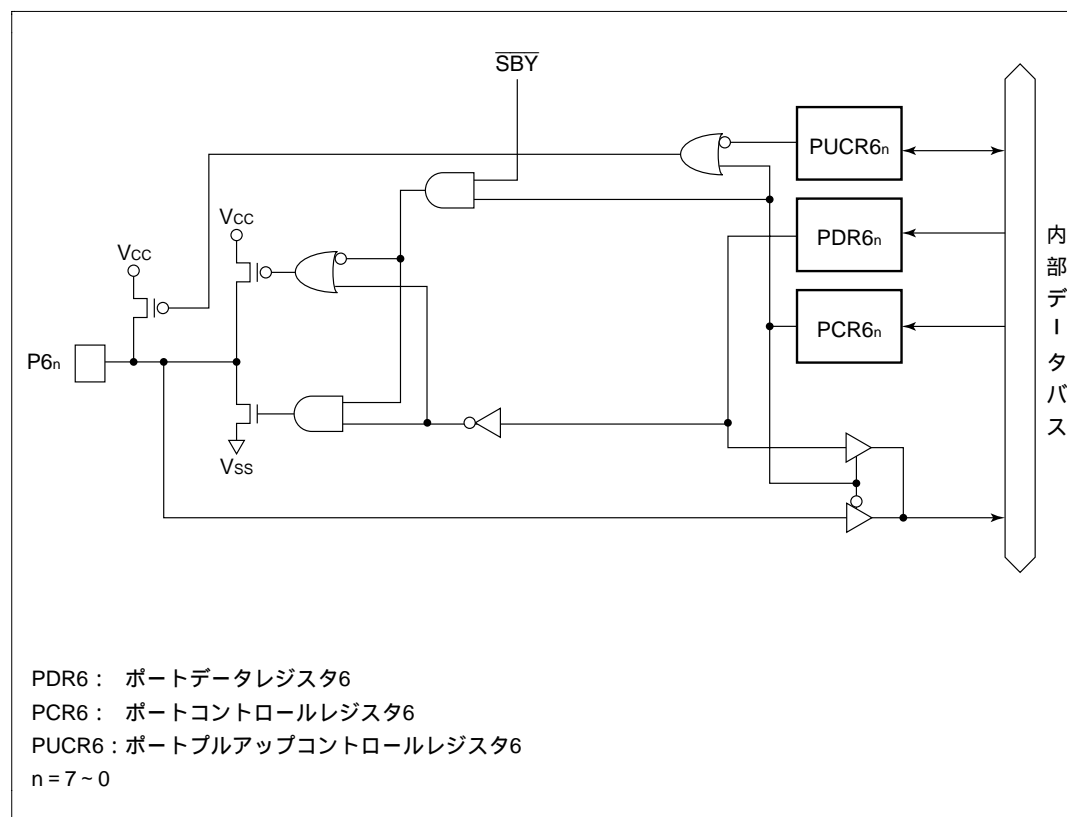 S̅B̅Y̅
PUCR6n
PDR6n
PCR6n
VCC
VCC
P6n
VSS
内部データバス
PDR6： ポートデータレジスタ6
PCR6： ポートコントロールレジスタ6
PUCR6：ポートプルアップコントロールレジスタ6
n = 7 ~ 0